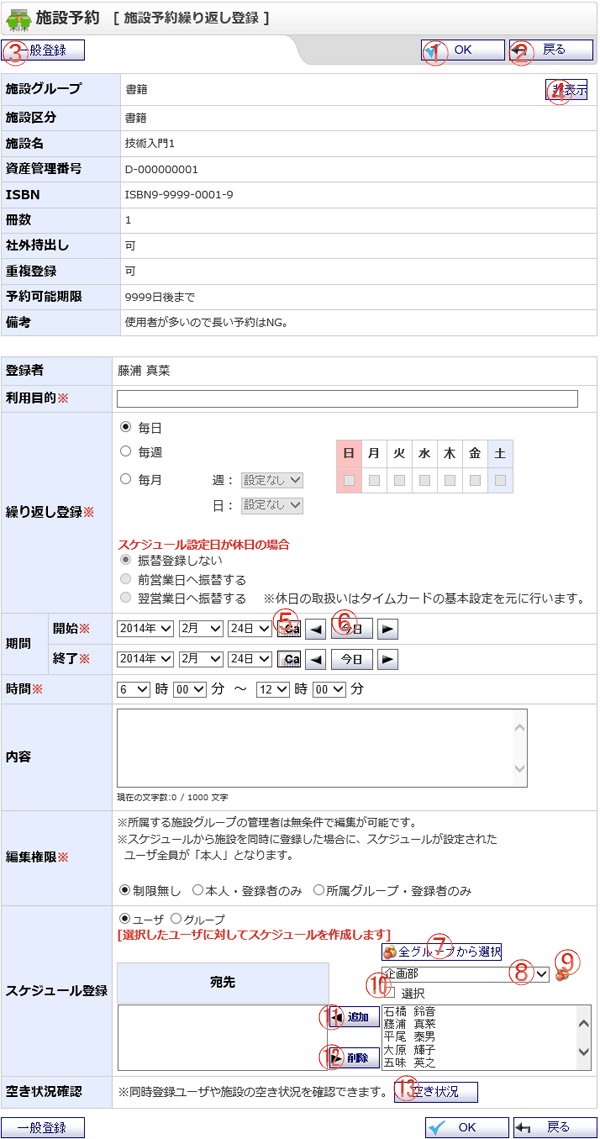 施設予約 [ 施設予約繰り返し登録 ]
③一般登録 ① OK ② 戻る
施設グループ 書籍 ④非表示
施設区分 書籍
施設名 技術入門1
資産管理番号 D-000000001
ISBN ISBN9-9999-0001-9
冊数 1
社外持出し 可
重複登録 可
予約可能期限 9999日後まで
備考 使用者が多いので長い予約はNG。
登録者 藤浦 真菜
利用目的※
繰り返し登録※
毎日
毎週
毎月 週： 設定なし
日： 設定なし
日 月 火 水 木 金 土
スケジュール設定日が休日の場合
振替登録しない
前営業日へ振替する
翌営業日へ振替する ※休日の取扱いはタイムカードの基本設定を元に行います。
期間
開始※ 2014年 2月 24日 ⑤ Ca ◀ ⑥ 今日 ▶
終了※ 2014年 2月 24日 Ca ◀ 今日 ▶
時間※ 6 時 00 分 ～ 12 時 00 分
内容
現在の文字数:0 / 1000 文字
編集権限※
※所属する施設グループの管理者は無条件で編集が可能です。
※スケジュールから施設を同時に登録した場合に、スケジュールが設定された
ユーザ全員が「本人」となります。
制限無し 本人・登録者のみ 所属グループ・登録者のみ
スケジュール登録
ユーザ グループ
[選択したユーザに対してスケジュールを作成します]
⑦ 全グループから選択
宛先 企画部 ⑧ ⑨
⑩ 選択
⑪ 追加
⑫ 削除
石橋 鈴音
藤浦 真菜
平尾 泰男
大原 輝子
五味 英之
空き状況確認 ※同時登録ユーザや施設の空き状況を確認できます。 ⑬空き状況
一般登録 OK 戻る